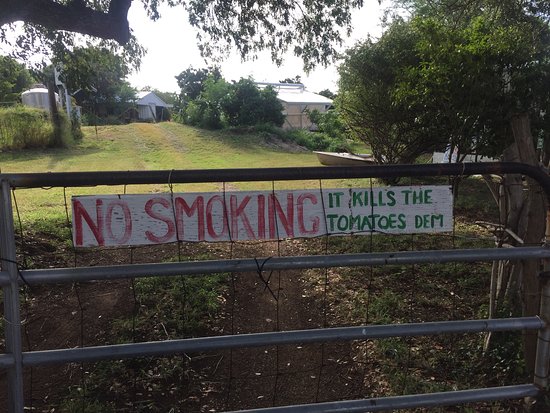 NO SMOKING
IT KILLS THE
TOMATOES DEM